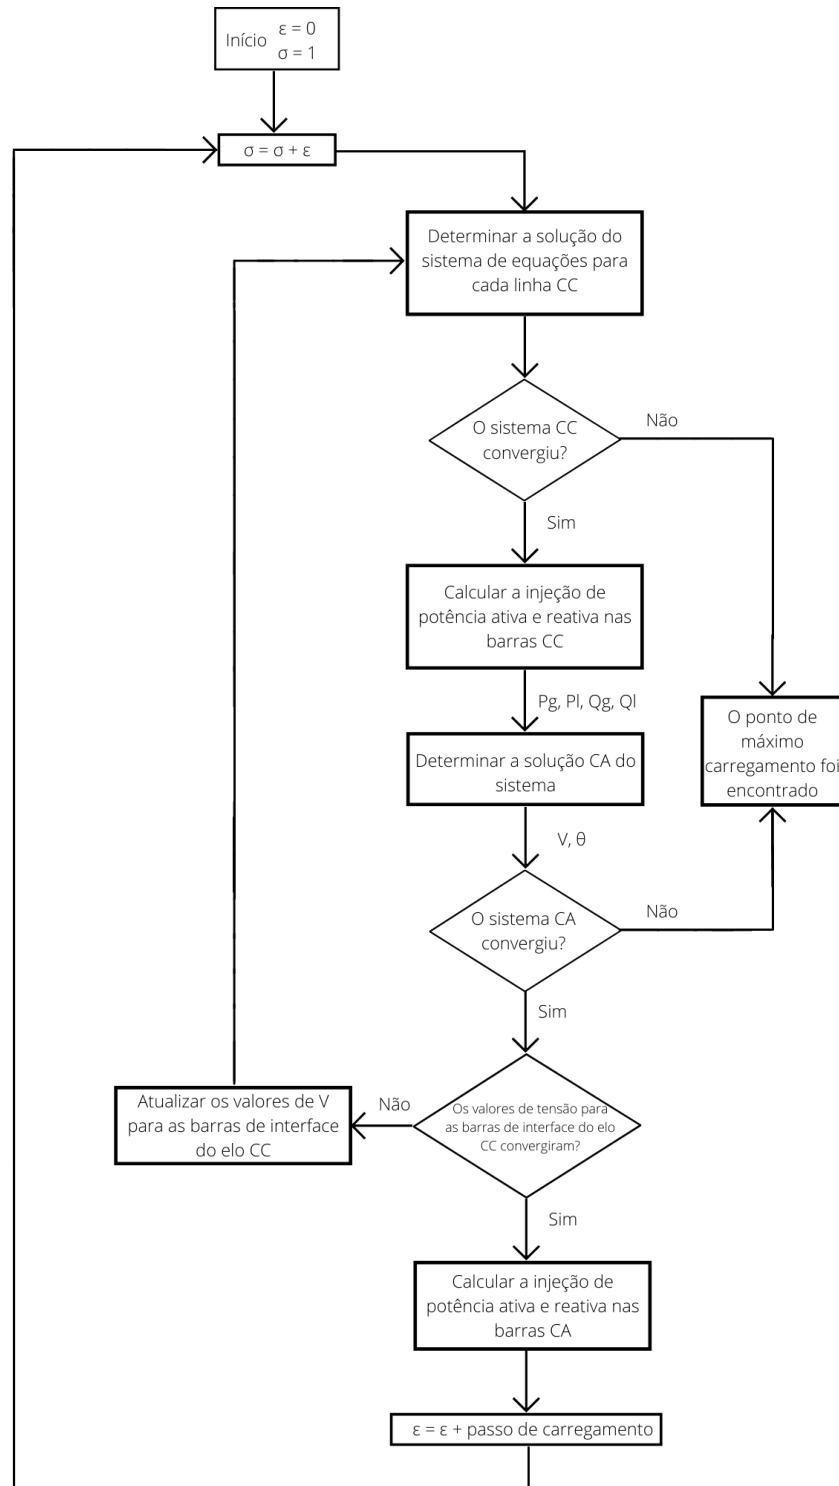 Início
ε = 0
σ = 1
σ = σ + ε
Determinar a solução do
sistema de equações para
cada linha CC
O sistema CC
convergiu?
Não
Sim
Calcular a injeção de
potência ativa e reativa nas
barras CC
Pg, Pl, Qg, Ql
O ponto de
máximo
carregamento foi
encontrado
Determinar a solução CA do
sistema
V, θ
O sistema CA
convergiu?
Não
Sim
Os valores de tensão para
as barras de interface do elo
CC convergiram?
Não
Atualizar os valores de V
para as barras de interface
do elo CC
Sim
Calcular a injeção de
potência ativa e reativa nas
barras CA
ε = ε + passo de carregamento